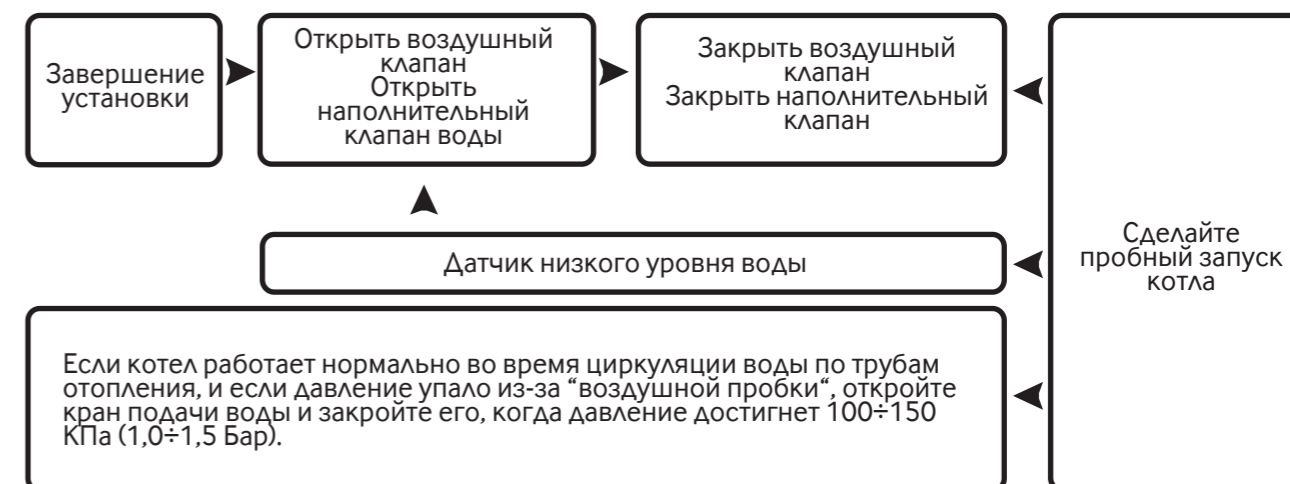 Завершение
установки
Открыть воздушный
клапан
Открыть
наполнительный
клапан воды
Закрыть воздушный
клапан
Закрыть наполнительный
клапан
Датчик низкого уровня воды
Сделайте
пробный запуск
котла
Если котел работает нормально во время циркуляции воды по трубам
отопления, и если давление упало из-за “воздушной пробки“, откройте
кран подачи воды и закройте его, когда давление достигнет 100÷150
КПа (1,0÷1,5 Бар).